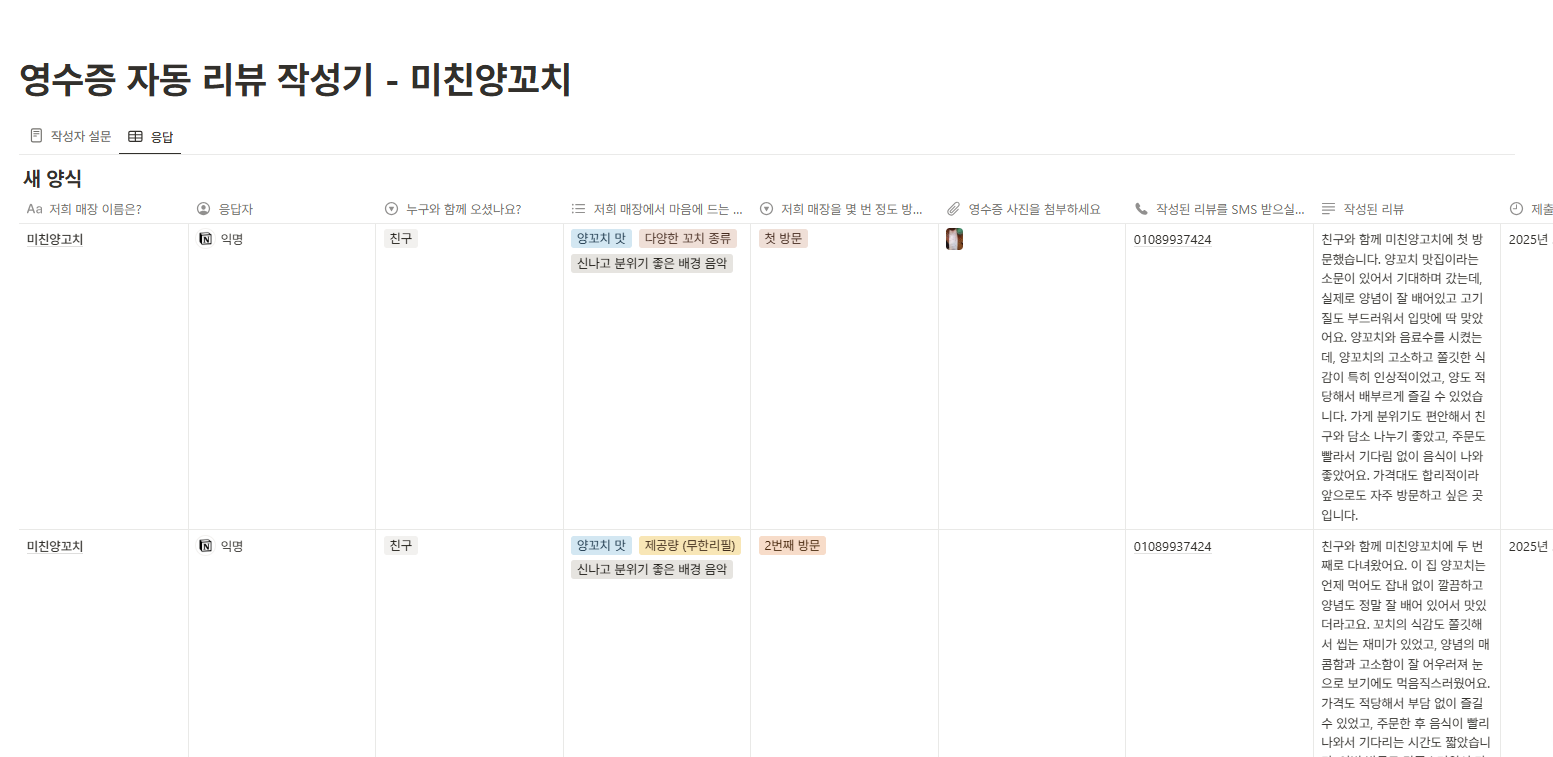 영수증 자동 리뷰 작성기 - 미친양꼬치
작성자 설문
응답
새 양식
Aa 저희 매장 이름은?
응답자
누구와 함께 오셨나요?
저희 매장에서 마음에 드는 ...
저희 매장을 몇 번 정도 방...
영수증 사진을 첨부하세요
작성된 리뷰를 SMS 받으실...
작성된 리뷰
제출
미친양고치
익명
친구
양꼬치 맛 다양한 꼬치 종류
신나고 분위기 좋은 배경 음악
첫 방문
01089937424
친구와 함께 미친양고치에 첫 방
문했습니다. 양꼬치 맛집이라는
소문이 있어서 기대하며 갔는데,
실제로 양념이 잘 배어있고 고기
질도 부드러워서 입맛에 딱 맞았
어요. 양꼬치와 음료수를 시켰는
데, 양꼬치의 고소하고 쫄깃한 식
감이 특히 인상적이었고, 양도 적
당해서 배부르게 즐길 수 있었습
니다. 가게 분위기도 편안해서 친
구와 담소 나누기 좋았고, 주문도
빨라서 기다림 없이 음식이 나와
좋았어요. 가격대도 합리적이라
앞으로도 자주 방문하고 싶은 곳
입니다.
2025년
미친양꼬치
익명
친구
양꼬치 맛 제공량 (무한리필)
신나고 분위기 좋은 배경 음악
2번째 방문
01089937424
친구와 함께 미친양꼬치에 두 번
째로 다녀왔어요. 이 집 양꼬치는
언제 먹어도 잡내 없이 깔끔하고
양념도 정말 잘 배어 있어서 맛있
더라고요. 꼬치의 식감도 쫄깃해
서 씹는 재미가 있었고, 양념의 매
콤함과 고소함이 잘 어우러져 눈
으로 보기에도 먹음직스러웠어요.
가격도 적당해서 부담 없이 즐길
수 있었고, 주문한 후 음식이 빨리
나와서 기다리는 시간도 짧았습니
2025년